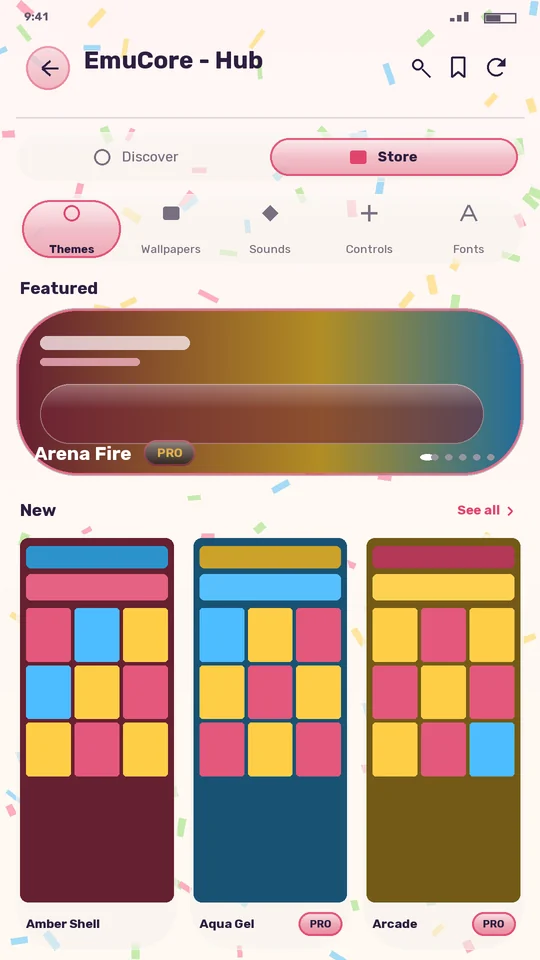 9:41
EmuCore - Hub
Discover
Store
Themes
Wallpapers
Sounds
Controls
Fonts
Featured
Arena Fire
PRO
New
See all
Amber Shell
Aqua Gel
PRO
Arcade
PRO